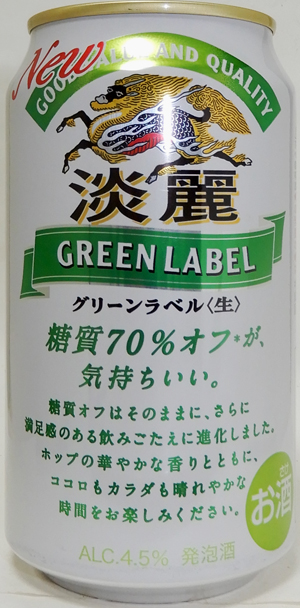 New
GOOD VALUE AND QUALITY
淡麗
GREEN LABEL
グリーンラベル〈生〉
糖質70%オフ*が、
気持ちいい。
糖質オフはそのままに、さらに
満足感のある飲みごたえに進化しました。
ホップの華やかな香りとともに、
ココロもカラダも晴れやかな
時間をお楽しみください。
さけ
お酒
ALC.4.5% 発泡酒